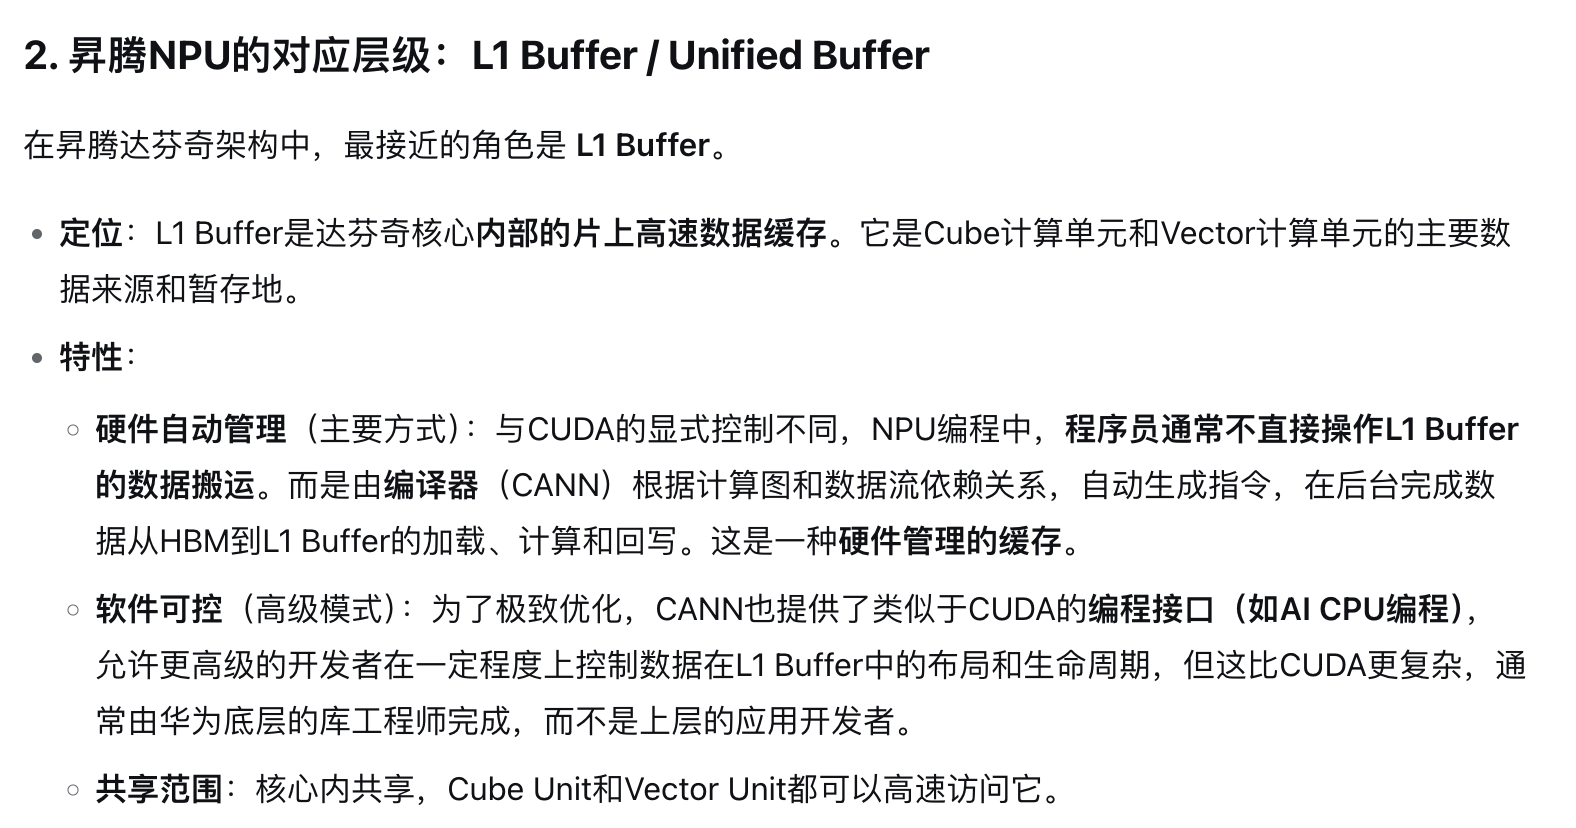 2. 昇腾NPU的对应层级：L1 Buffer / Unified Buffer
在昇腾达芬奇架构中，最接近的角色是 L1 Buffer。
• 定位：L1 Buffer是达芬奇核心内部的片上高速数据缓存。它是Cube计算单元和Vector计算单元的主要数
据来源和暂存地。
• 特性：
○ 硬件自动管理（主要方式）：与CUDA的显式控制不同，NPU编程中，程序员通常不直接操作L1 Buffer
的数据搬运。而是由编译器（CANN）根据计算图和数据流依赖关系，自动生成指令，在后台完成数
据从HBM到L1 Buffer的加载、计算和回写。这是一种硬件管理的缓存。
○ 软件可控（高级模式）：为了极致优化，CANN也提供了类似于CUDA的编程接口（如AI CPU编程），
允许更高级的开发者在一定程度上控制数据在L1 Buffer中的布局和生命周期，但这比CUDA更复杂，通
常由华为底层的库工程师完成，而不是上层的应用开发者。
○ 共享范围：核心内共享，Cube Unit和Vector Unit都可以高速访问它。